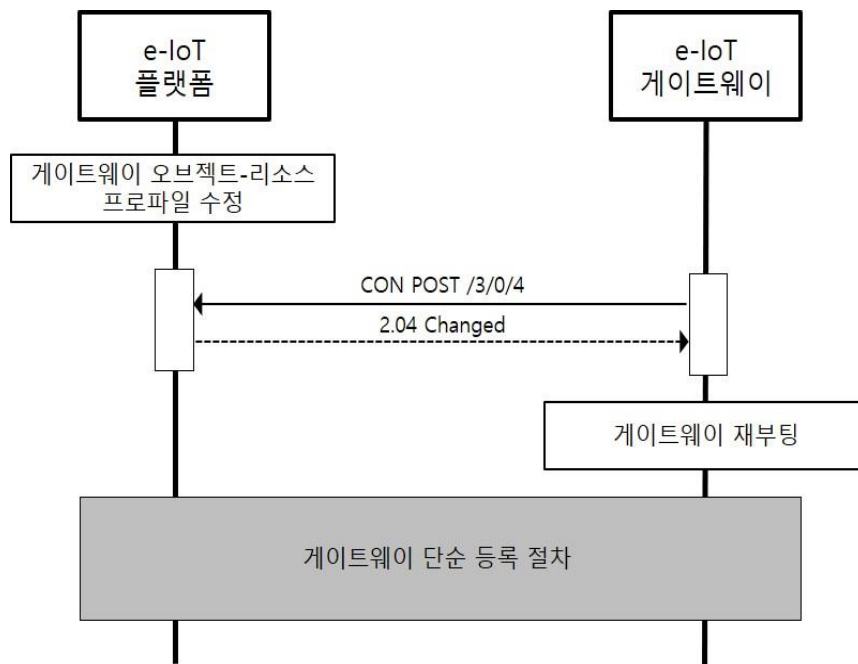 e-IoT
플랫폼
e-IoT
게이트웨이
게이트웨이 오브젝트-리소스
프로파일 수정
CON POST /3/0/4
2.04 Changed
게이트웨이 재부팅
게이트웨이 단순 등록 절차